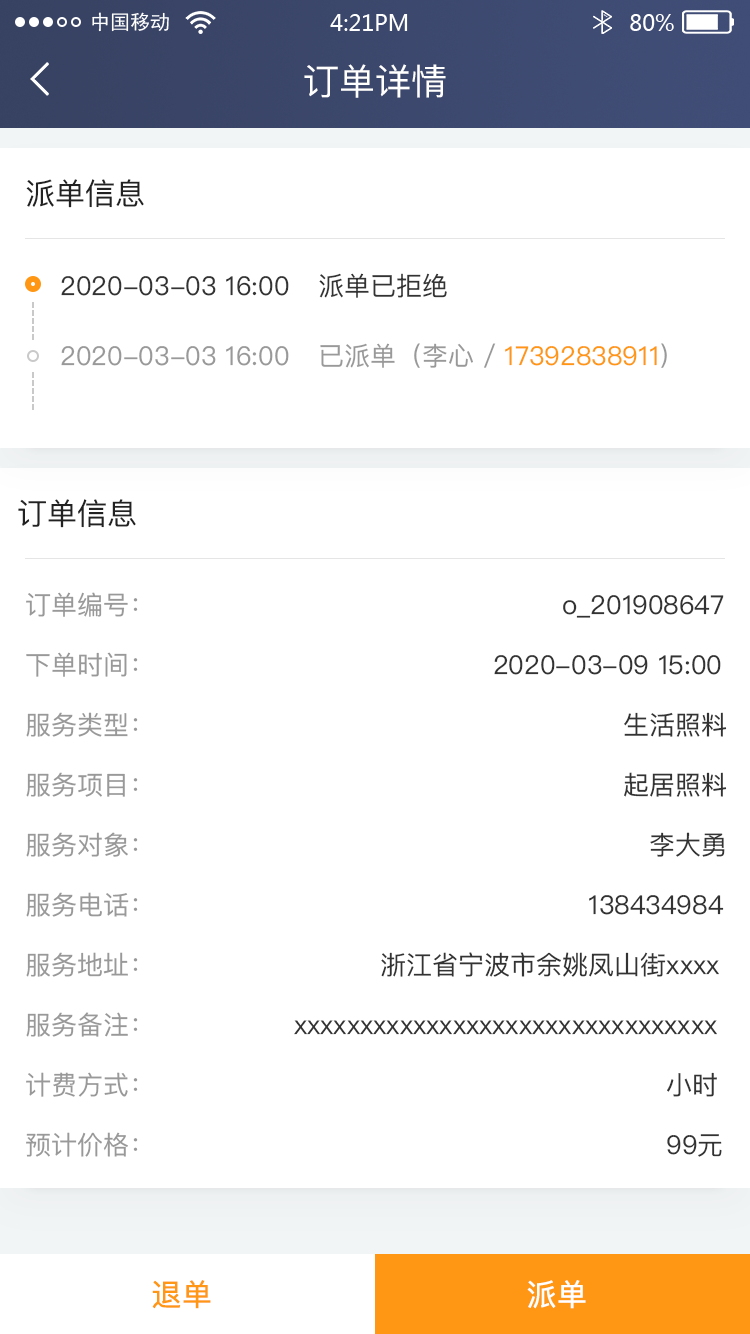 中国移动 4:21PM 80%
订单详情
派单信息
2020-03-03 16:00 派单已拒绝
2020-03-03 16:00 已派单（李心 / 17392838911)
订单信息
订单编号: o_201908647
下单时间: 2020-03-09 15:00
服务类型: 生活照料
服务项目: 起居照料
服务对象: 李大勇
服务电话: 138434984
服务地址: 浙江省宁波市余姚凤山街xxxx
服务备注: xxxxxxxxxxxxxxxxxxxxxxxxxxxxxxxx
计费方式: 小时
预计价格: 99元
退单 派单